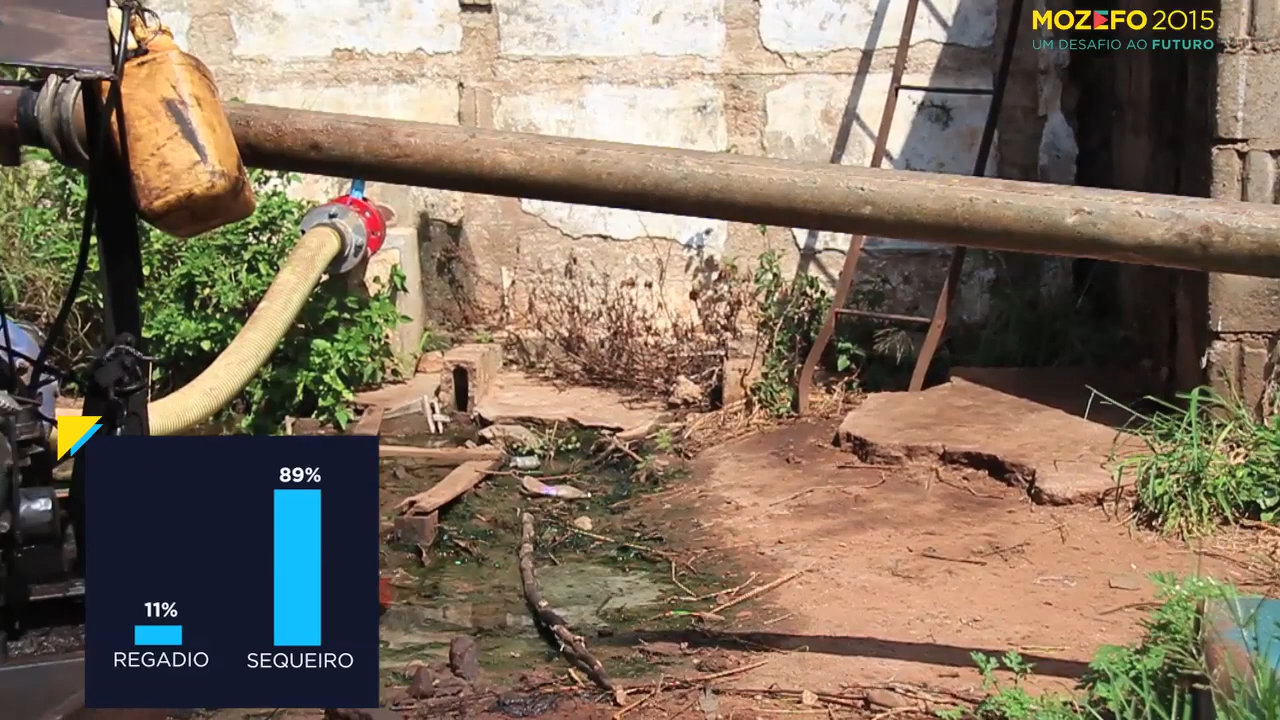 MOZEFO 2015
UM DESAFIO AO FUTURO
89%
11%
REGADIO SEQUEIRO